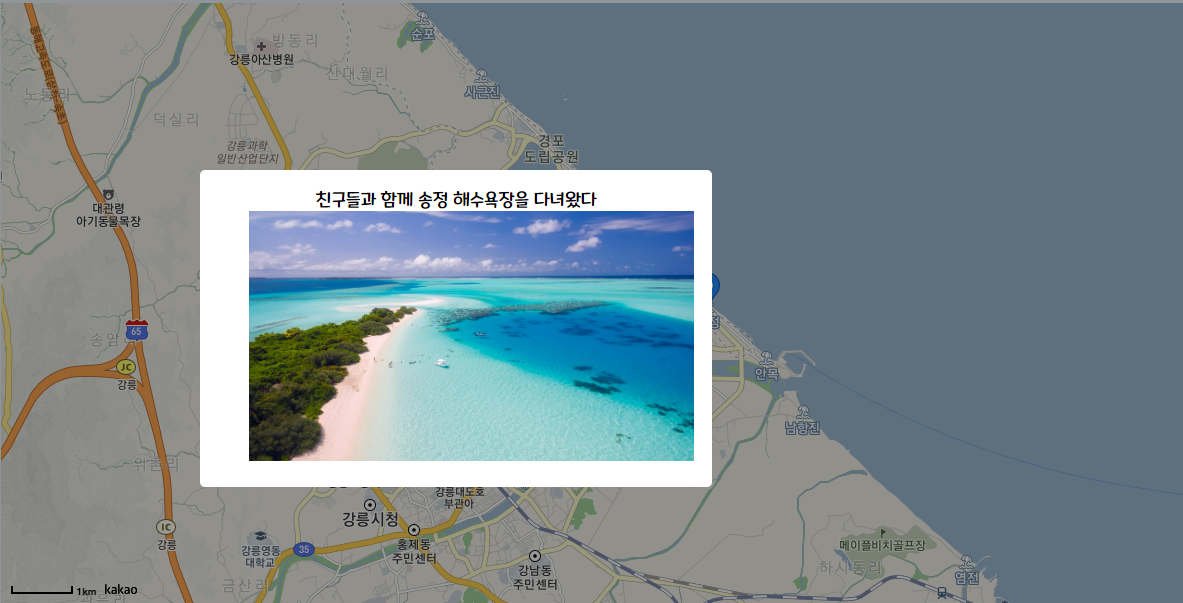 순포
방동리
강릉아산병원
산대월리
사근진
노동리
덕실리
경포
도립공원
강릉과학
일반산업단지
친구들과 함께 송정 해수욕장을 다녀왔다
대관령
아기동물목장
65
송암
JC
강릉
안목
남항진
위촌리
강릉대도호
부관아
강릉시청
IC
강릉
홍제동
주민센터
강릉영동
대학교
35
강남동
주민센터
메이플비치골프장
하시동리
염전
금산리
1km kakao